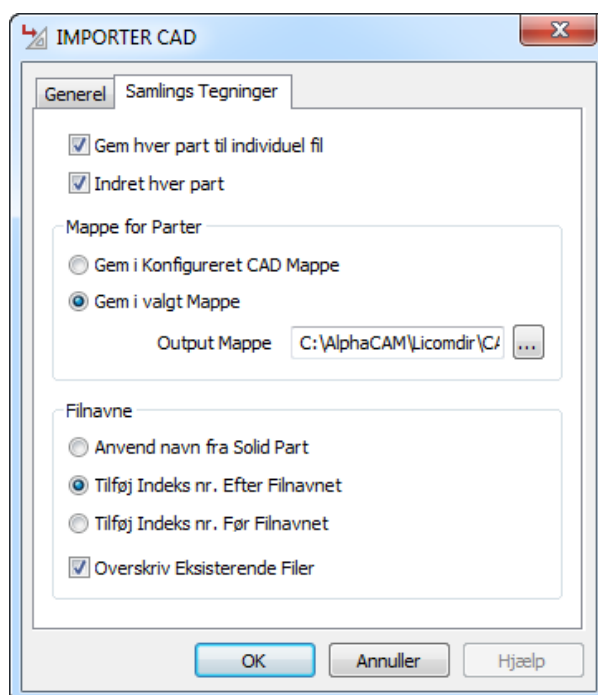 IMPORTER CAD
Generel
Samlings Tegninger
Gem hver part til individuel fil
Indret hver part
Mappe for Parter
Gem i Konfigureret CAD Mappe
Gem i valgt Mappe
Output Mappe C:\AlphaCAM\Licomdir\CA ...
Filnavne
Anvend navn fra Solid Part
Tilføj Indeks nr. Efter Filnavnet
Tilføj Indeks nr. Før Filnavnet
Overskriv Eksisterende Filer
OK Annuller Hjælp